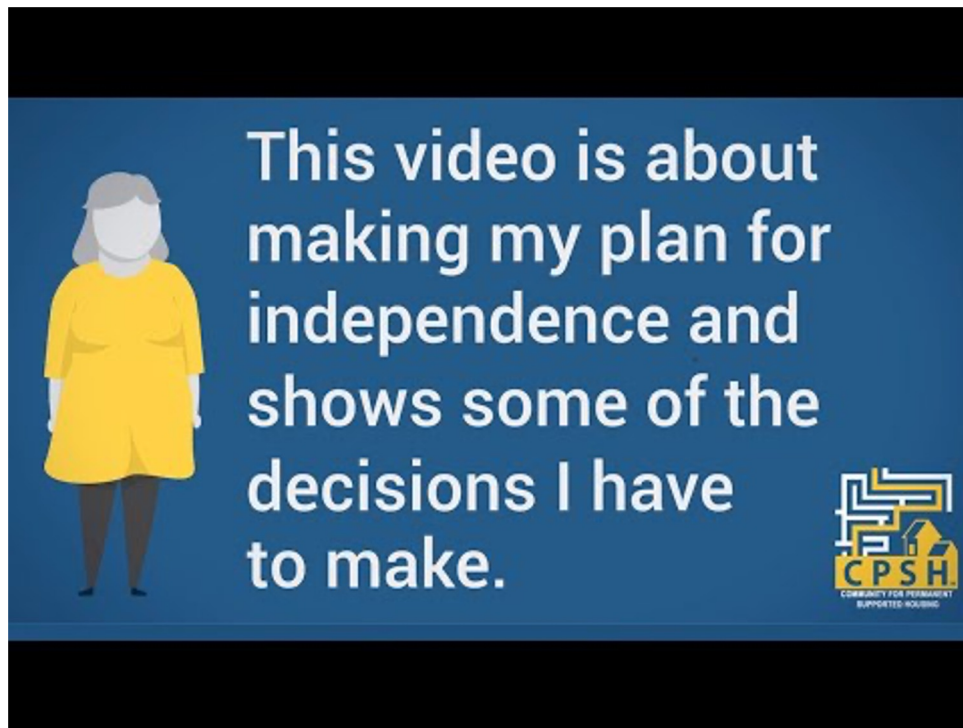 This video is about
making my plan for
independence and
shows some of the
decisions I have
to make.
CPSH
COMMUNITY FOR PERMANENT
SUPPORTED HOUSING